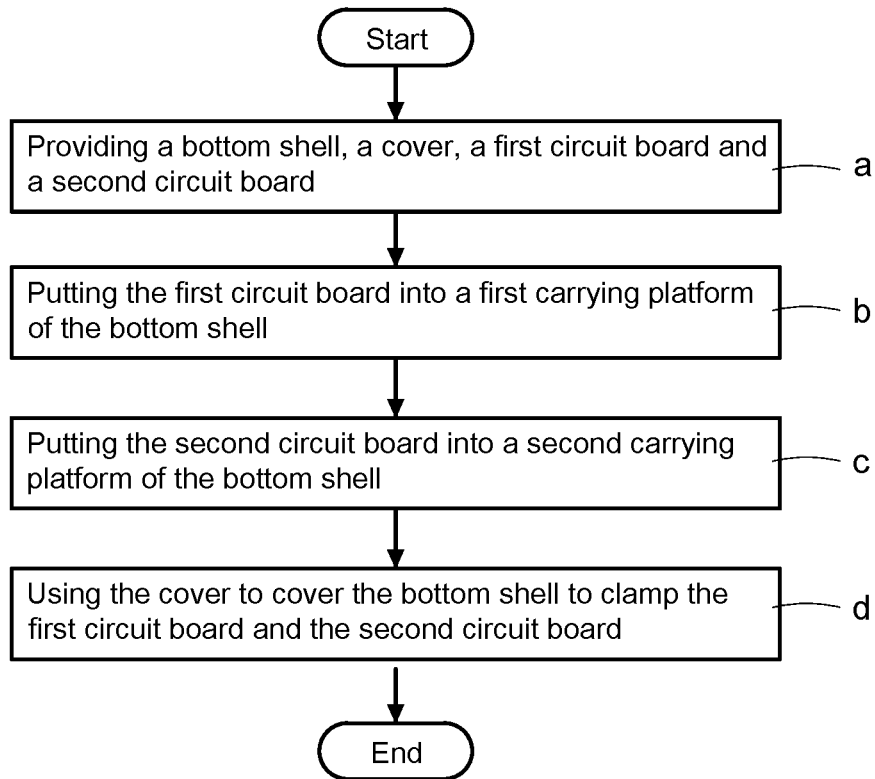 Start
Providing a bottom shell, a cover, a first circuit board and
a second circuit board
a
Putting the first circuit board into a first carrying platform
of the bottom shell
b
Putting the second circuit board into a second carrying
platform of the bottom shell
c
Using the cover to cover the bottom shell to clamp the
first circuit board and the second circuit board
d
End